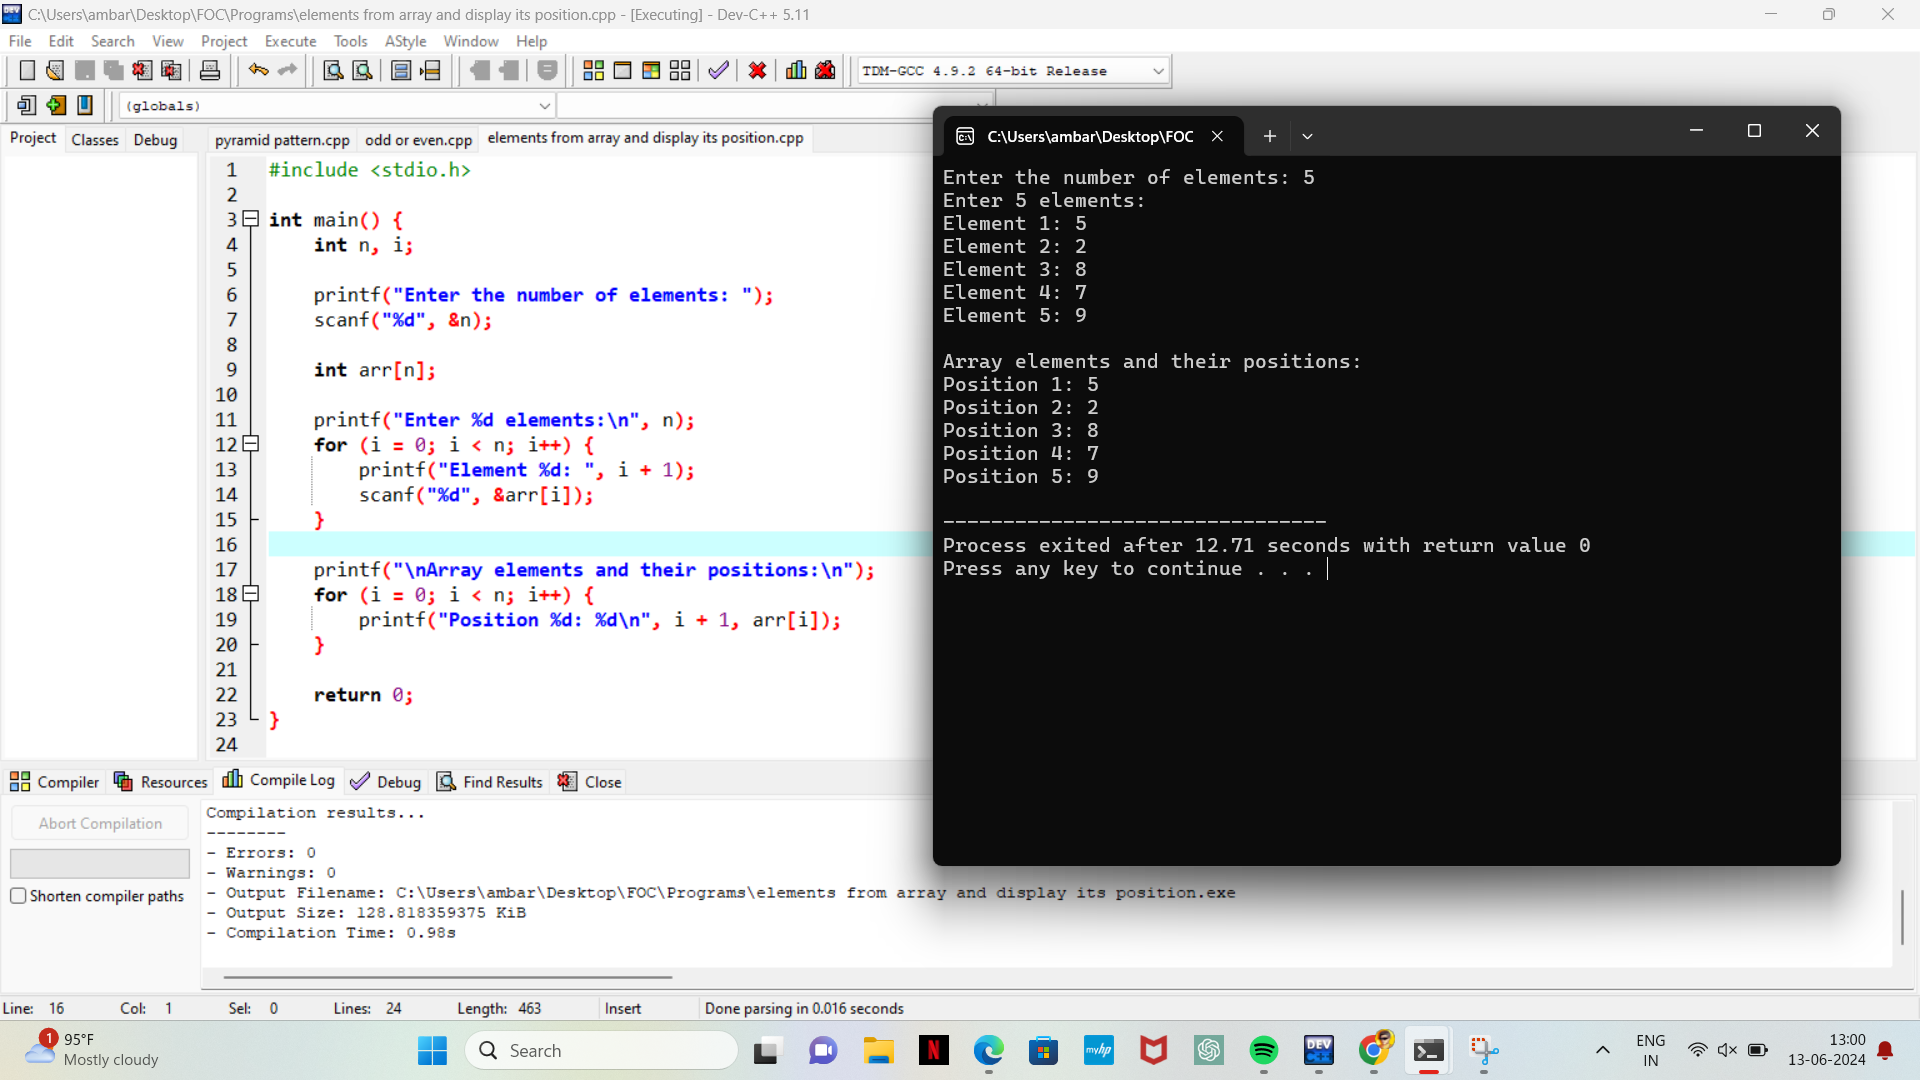 C:\Users\ambar\Desktop\FOC\Programs\elements from array and display its position.cpp - [Executing] - Dev-C++ 5.11
File Edit Search View Project Execute Tools AStyle Window Help
TDM-GCC 4.9.2 64-bit Release
(globals)
Project Classes Debug
pyramid pattern.cpp odd or even.cpp elements from array and display its position.cpp
1 #include <stdio.h>
2
3 int main() {
4 int n, i;
5
6 printf("Enter the number of elements: ");
7 scanf("%d", &n);
8
9 int arr[n];
10
11 printf("Enter %d elements:\n", n);
12 for (i = 0; i < n; i++) {
13 printf("Element %d: ", i + 1);
14 scanf("%d", &arr[i]);
15 }
16
17 printf("\nArray elements and their positions:\n");
18 for (i = 0; i < n; i++) {
19 printf("Position %d: %d\n", i + 1, arr[i]);
20 }
21
22 return 0;
23 }
24
C:\Users\ambar\Desktop\FOC
Enter the number of elements: 5
Enter 5 elements:
Element 1: 5
Element 2: 2
Element 3: 8
Element 4: 7
Element 5: 9
Array elements and their positions:
Position 1: 5
Position 2: 2
Position 3: 8
Position 4: 7
Position 5: 9
--------------------------------
Process exited after 12.71 seconds with return value 0
Press any key to continue . . .
Compiler Resources Compile Log Debug Find Results Close
Abort Compilation
Shorten compiler paths
Compilation results...
--------
- Errors: 0
- Warnings: 0
- Output Filename: C:\Users\ambar\Desktop\FOC\Programs\elements from array and display its position.exe
- Output Size: 128.818359375 KiB
- Compilation Time: 0.98s
Line: 16 Col: 1 Sel: 0 Lines: 24 Length: 463 Insert Done parsing in 0.016 seconds
1
95°F
Mostly cloudy
Search
N
myhp
DEV
C++
ENG
IN
13:00
13-06-2024